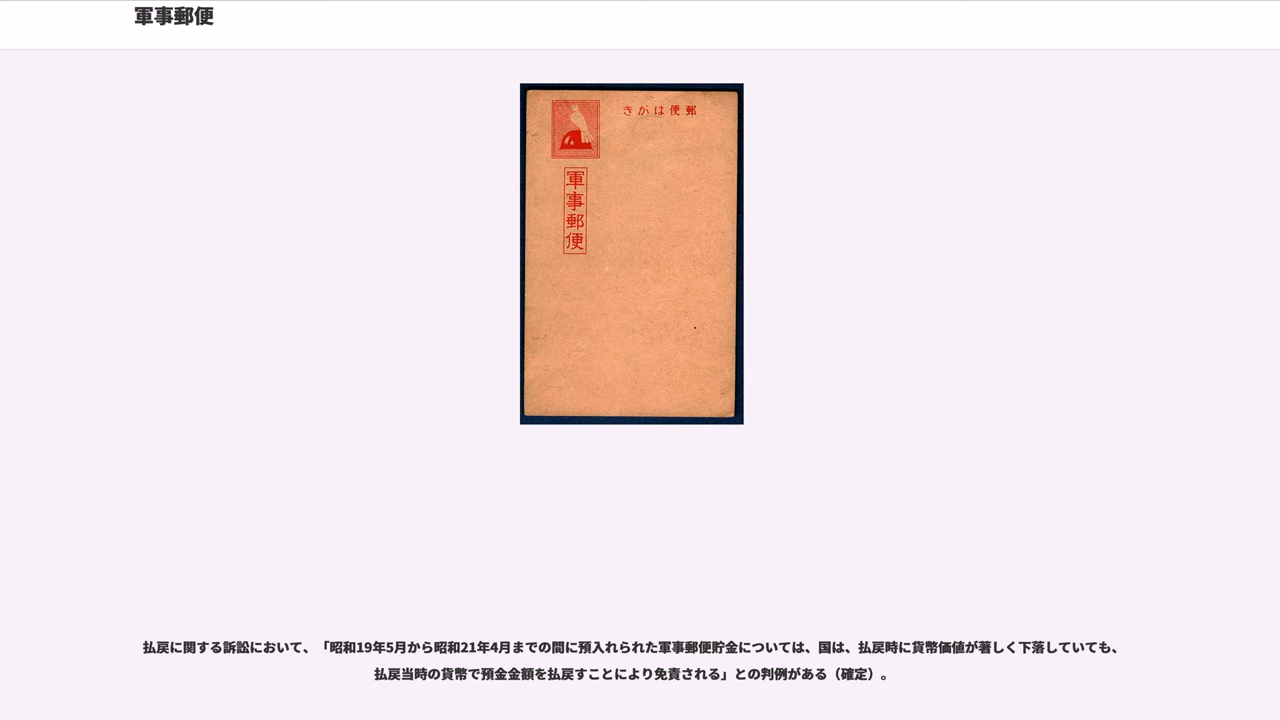 軍事郵便
きがは便郵
軍事郵便
払戻に関する訴訟において、「昭和19年5月から昭和21年4月までの間に預入れられた軍事郵便貯金については、国は、払戻時に貨幣価値が著しく下落していても、
払戻当時の貨幣で預金金額を払戻すことにより免責される」との判例がある（確定）。